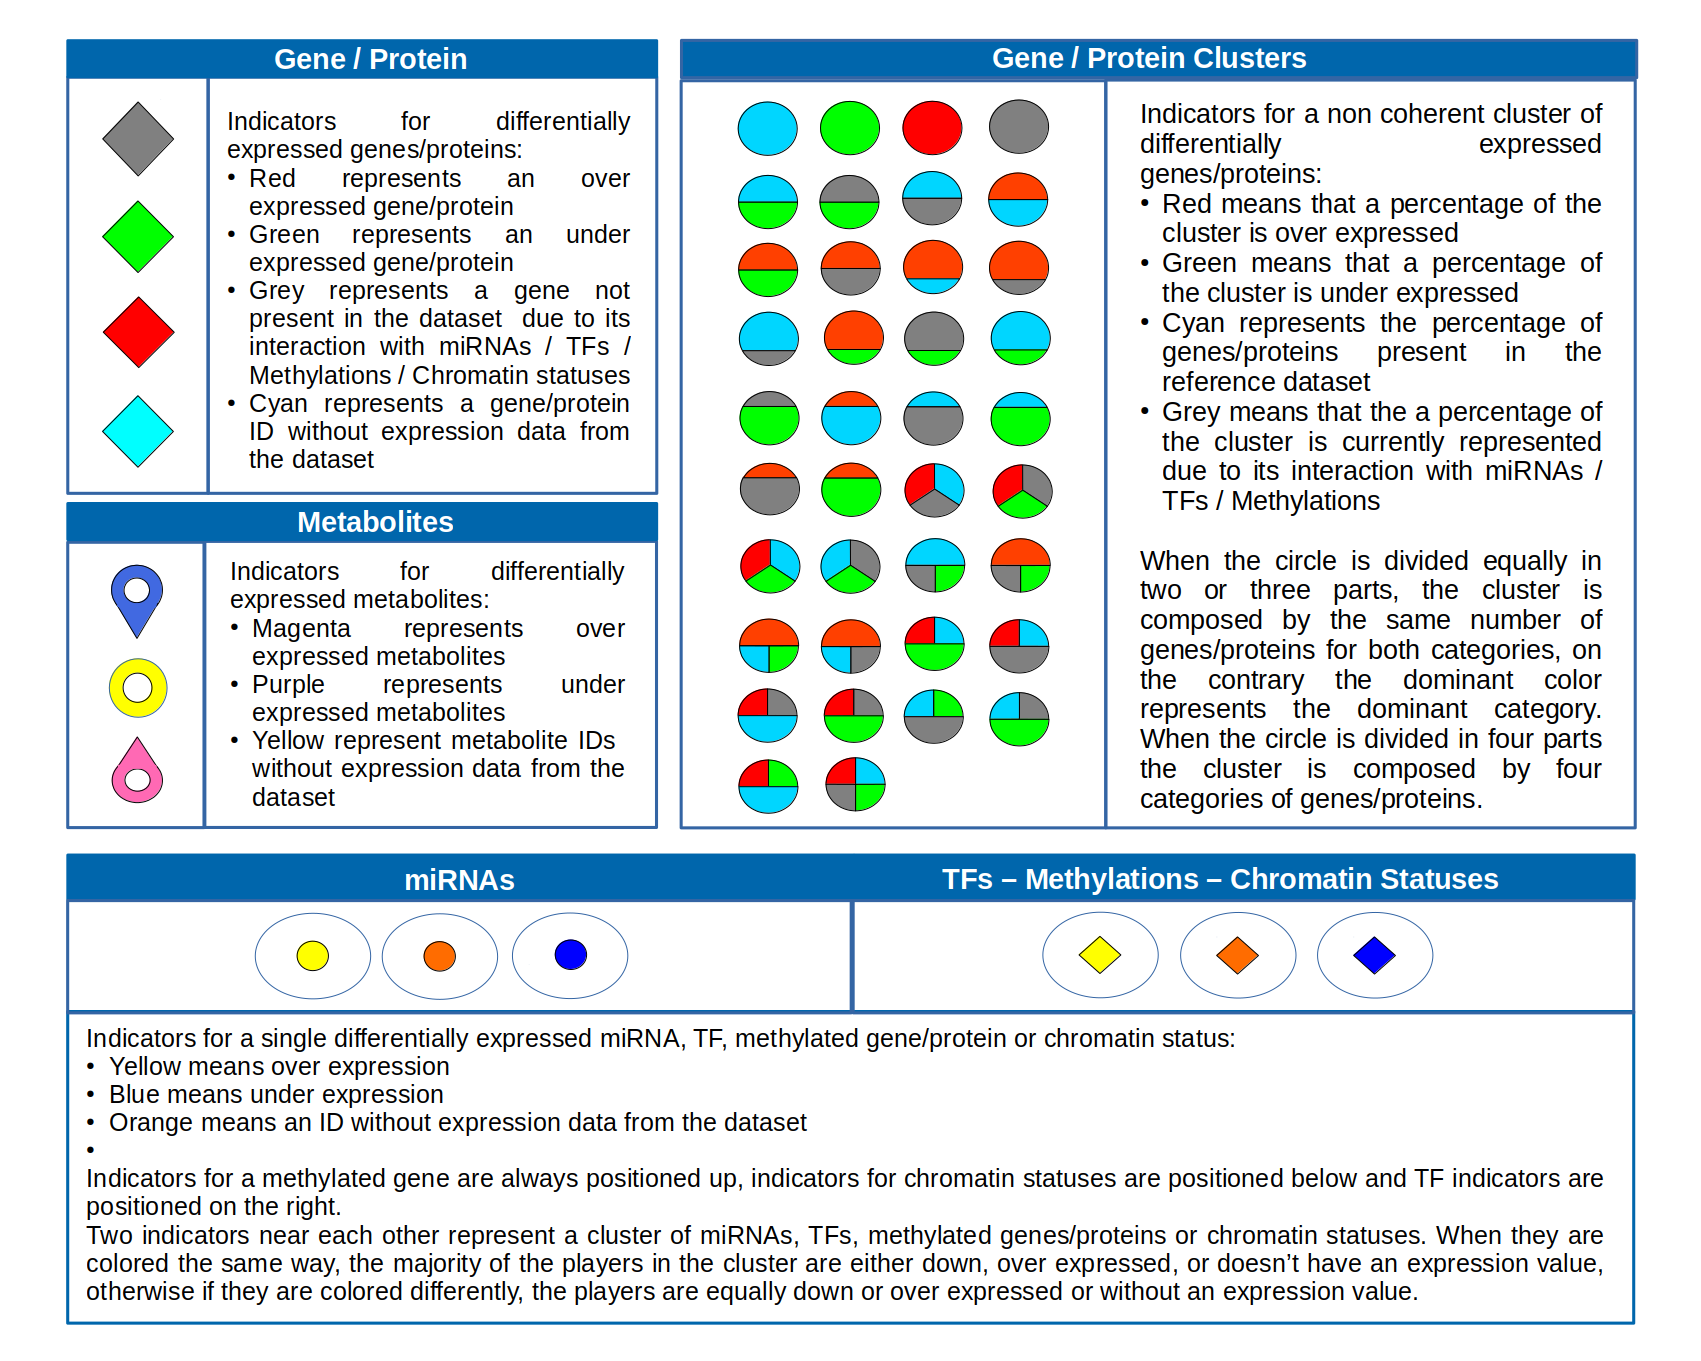 Gene / Protein
Indicators for differentially
expressed genes/proteins:
• Red represents an over
expressed gene/protein
• Green represents an under
expressed gene/protein
• Grey represents a gene not
present in the dataset due to its
interaction with miRNAs / TFs /
Methylations / Chromatin statuses
• Cyan represents a gene/protein
ID without expression data from
the dataset
Metabolites
Indicators for differentially
expressed metabolites:
• Magenta represents over
expressed metabolites
• Purple represents under
expressed metabolites
• Yellow represent metabolite IDs
without expression data from the
dataset
Gene / Protein Clusters
Indicators for a non coherent cluster of
differentially expressed
genes/proteins:
• Red means that a percentage of the
cluster is over expressed
• Green means that a percentage of
the cluster is under expressed
• Cyan represents the percentage of
genes/proteins present in the
reference dataset
• Grey means that the a percentage of
the cluster is currently represented
due to its interaction with miRNAs /
TFs / Methylations
When the circle is divided equally in
two or three parts, the cluster is
composed by the same number of
genes/proteins for both categories, on
the contrary the dominant color
represents the dominant category.
When the circle is divided in four parts
the cluster is composed by four
categories of genes/proteins.
miRNAs
TFs – Methylations – Chromatin Statuses
Indicators for a single differentially expressed miRNA, TF, methylated gene/protein or chromatin status:
• Yellow means over expression
• Blue means under expression
• Orange means an ID without expression data from the dataset
•
Indicators for a methylated gene are always positioned up, indicators for chromatin statuses are positioned below and TF indicators are
positioned on the right.
Two indicators near each other represent a cluster of miRNAs, TFs, methylated genes/proteins or chromatin statuses. When they are
colored the same way, the majority of the players in the cluster are either down, over expressed, or doesn’t have an expression value,
otherwise if they are colored differently, the players are equally down or over expressed or without an expression value.